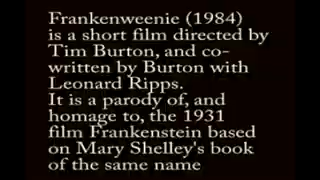 Frankenweenie (1984)
is a short film directed by
Tim Burton, and co-
written by Burton with
Leonard Ripps.
It is a parody of, and
homage to, the 1931
film Frankenstein based
on Mary Shelley's book
of the same name